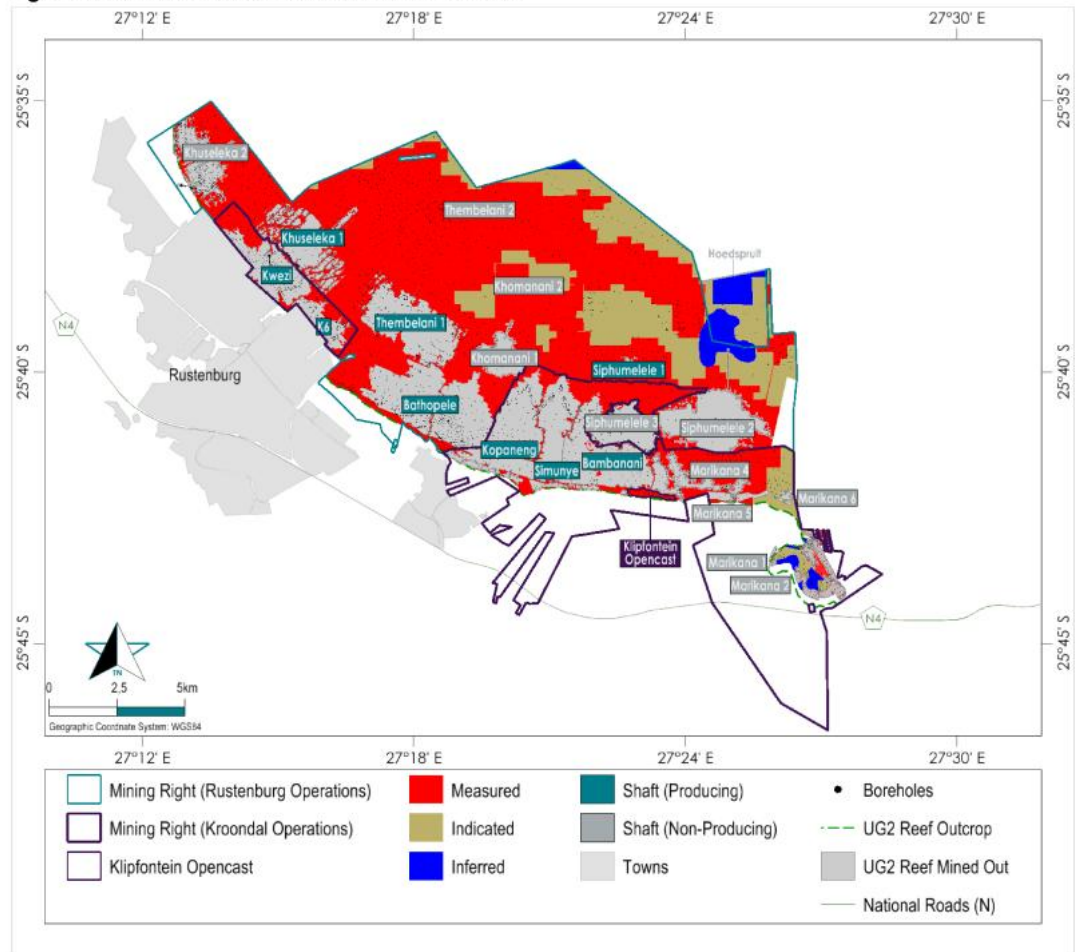 27°12' E
27°18' E
27°24' E
27°30' E
25°35' S
25°35' S
Khuseleka 2
Thembelani 2
Khuseleka 1
Hoedspruit
Kwezi
Khomanani 2
K6
Thembelani 1
N4
Khomanani 1
25°40' S
25°40' S
Siphumelele 1
Rustenburg
Bathopele
Siphumelele 3
Siphumelele 2
Kopaneng
Simunye
Bambanani
Marikana 4
Marikana 6
Marikana 5
Klipfontein
Opencast
Marikana 1
Marikana 2
N4
25°45' S
25°45' S
TN
0 2,5 5km
Geographic Coordinate System: WGS84
27°12' E
27°18' E
27°24' E
27°30' E
Mining Right (Rustenburg Operations)
Measured
Shaft (Producing)
Boreholes
Mining Right (Kroondal Operations)
Indicated
Shaft (Non-Producing)
UG2 Reef Outcrop
Klipfontein Opencast
Inferred
Towns
UG2 Reef Mined Out
National Roads (N)